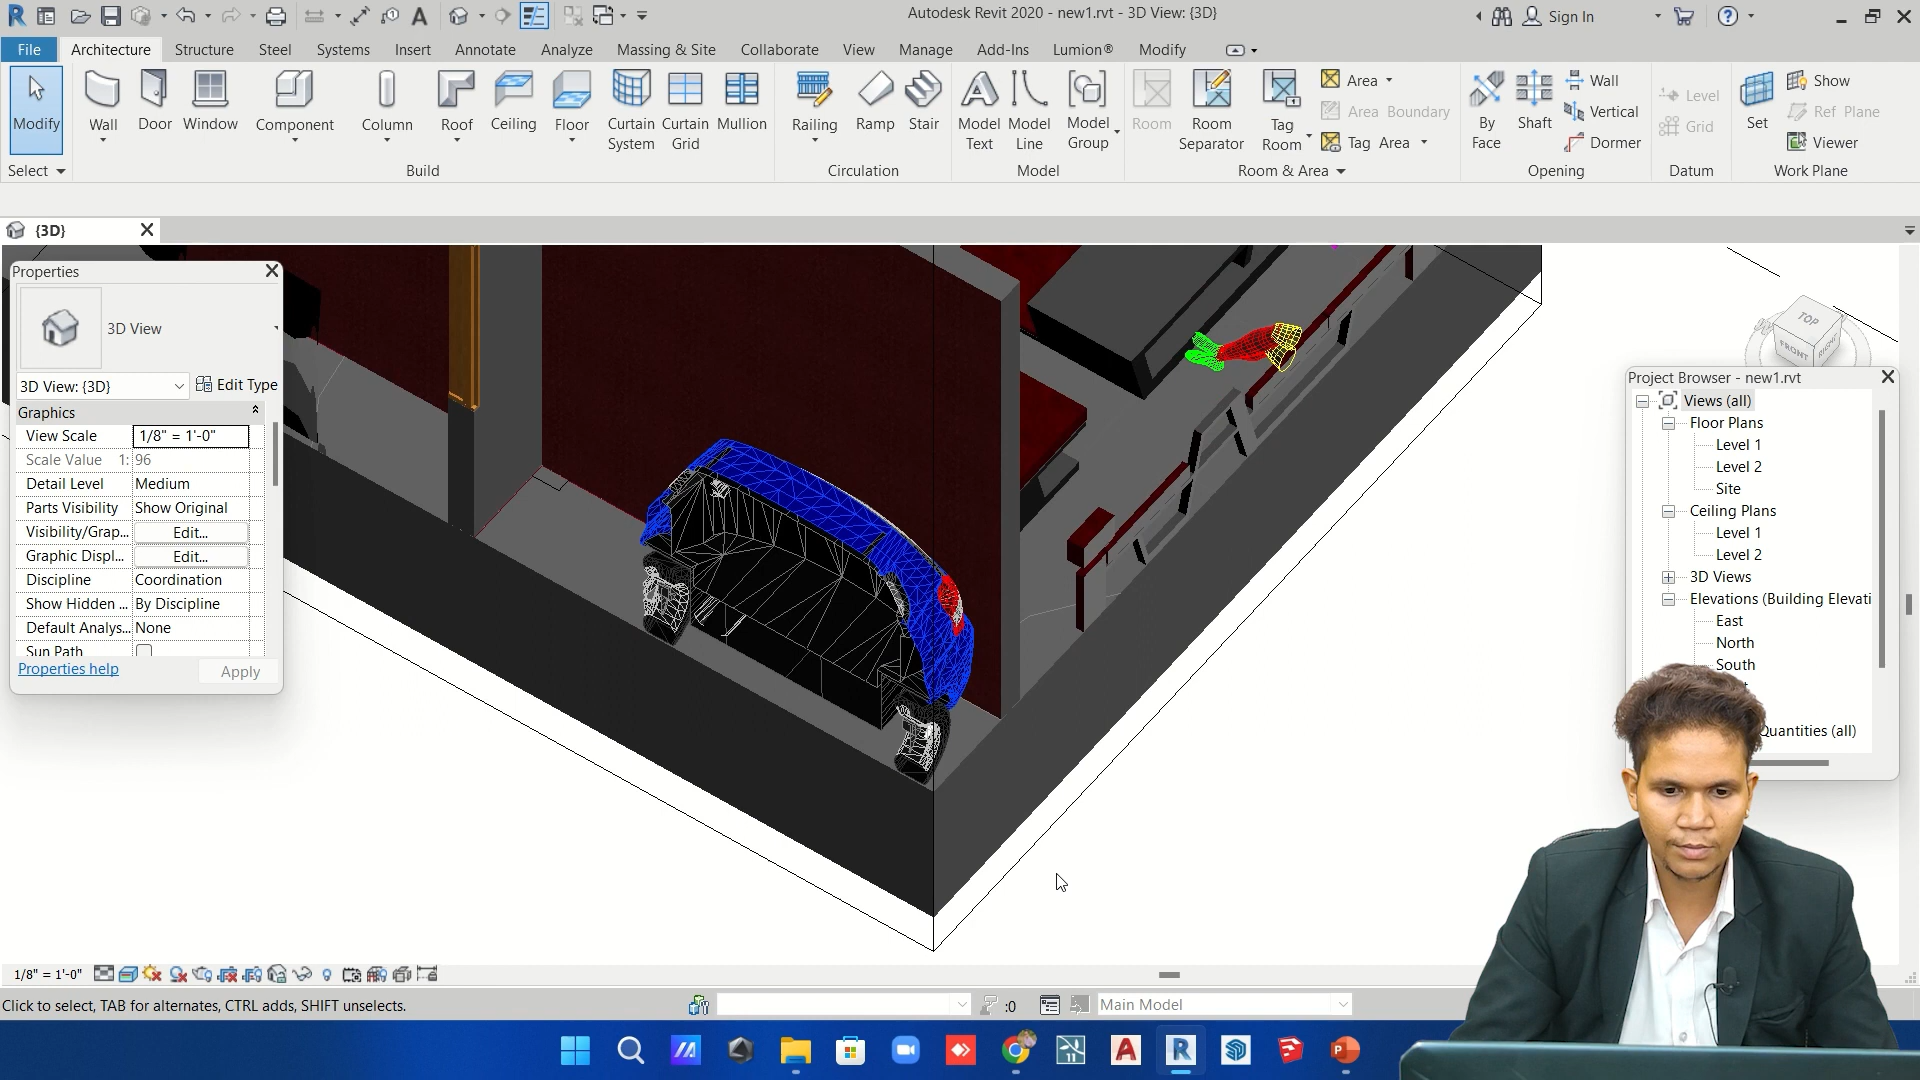 Autodesk Revit 2020 - new1.rvt - 3D View: {3D}
Sign In
File Architecture Structure Steel Systems Insert Annotate Analyze Massing & Site Collaborate View Manage Add-Ins Lumion® Modify
Modify Wall Door Window Component Column Roof Ceiling Floor Curtain System Curtain Grid Mullion
Railing Ramp Stair
Model Text Model Line Model Group
Room Room Separator Tag Room
Area
Area Boundary
Tag Area
By Face Shaft
Wall
Vertical
Dormer
Level
Grid
Set
Show
Ref Plane
Viewer
Select Build Circulation Model Room & Area Opening Datum Work Plane
{3D}
Properties
3D View
3D View: {3D} Edit Type
Graphics
View Scale 1/8" = 1'-0"
Scale Value 1: 96
Detail Level Medium
Parts Visibility Show Original
Visibility/Grap... Edit...
Graphic Displ... Edit...
Discipline Coordination
Show Hidden ... By Discipline
Default Analys... None
Sun Path
Properties help Apply
TOP
FRONT
RIGHT
Project Browser - new1.rvt
Views (all)
Floor Plans
Level 1
Level 2
Site
Ceiling Plans
Level 1
Level 2
3D Views
Elevations (Building Elevati
East
North
South
Quantities (all)
1/8" = 1'-0"
Click to select, TAB for alternates, CTRL adds, SHIFT unselects.
:0
Main Model
11